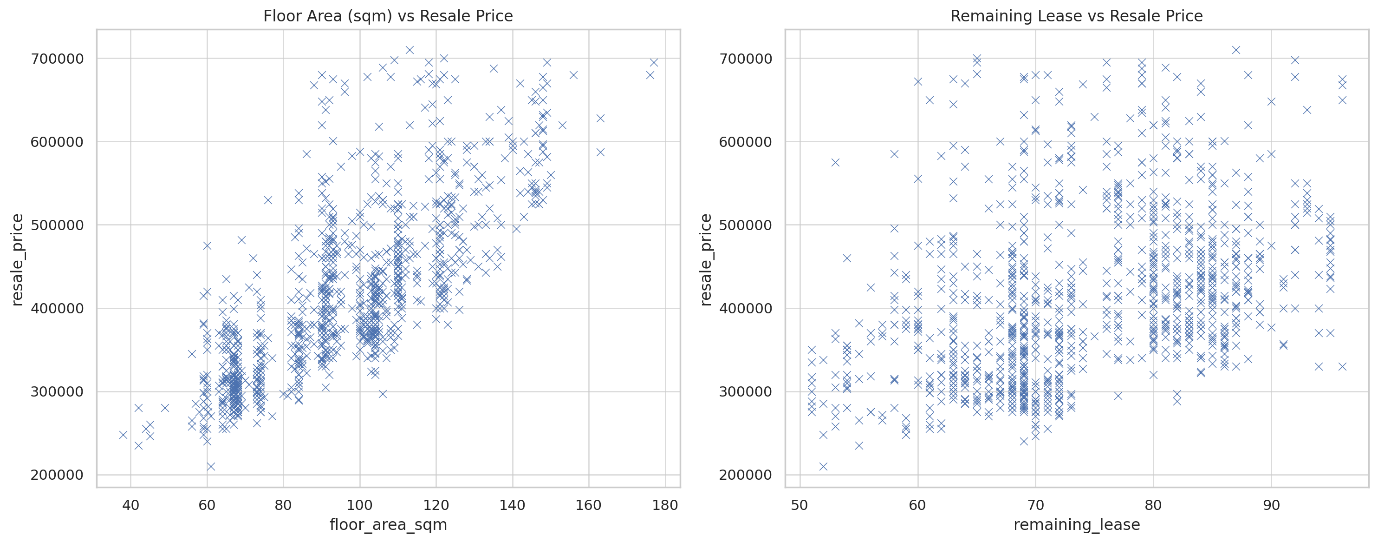 Floor Area (sqm) vs Resale Price
700000
600000
500000
400000
300000
200000
resale_price
40 60 80 100 120 140 160 180
floor_area_sqm
Remaining Lease vs Resale Price
700000
600000
500000
400000
300000
200000
resale_price
50 60 70 80 90
remaining_lease